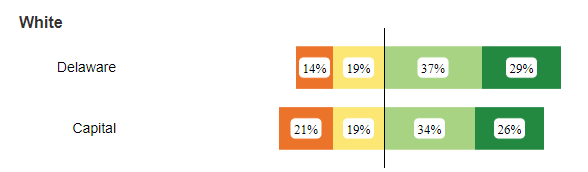 White
Delaware 14% 19% 37% 29%
Capital 21% 19% 34% 26%